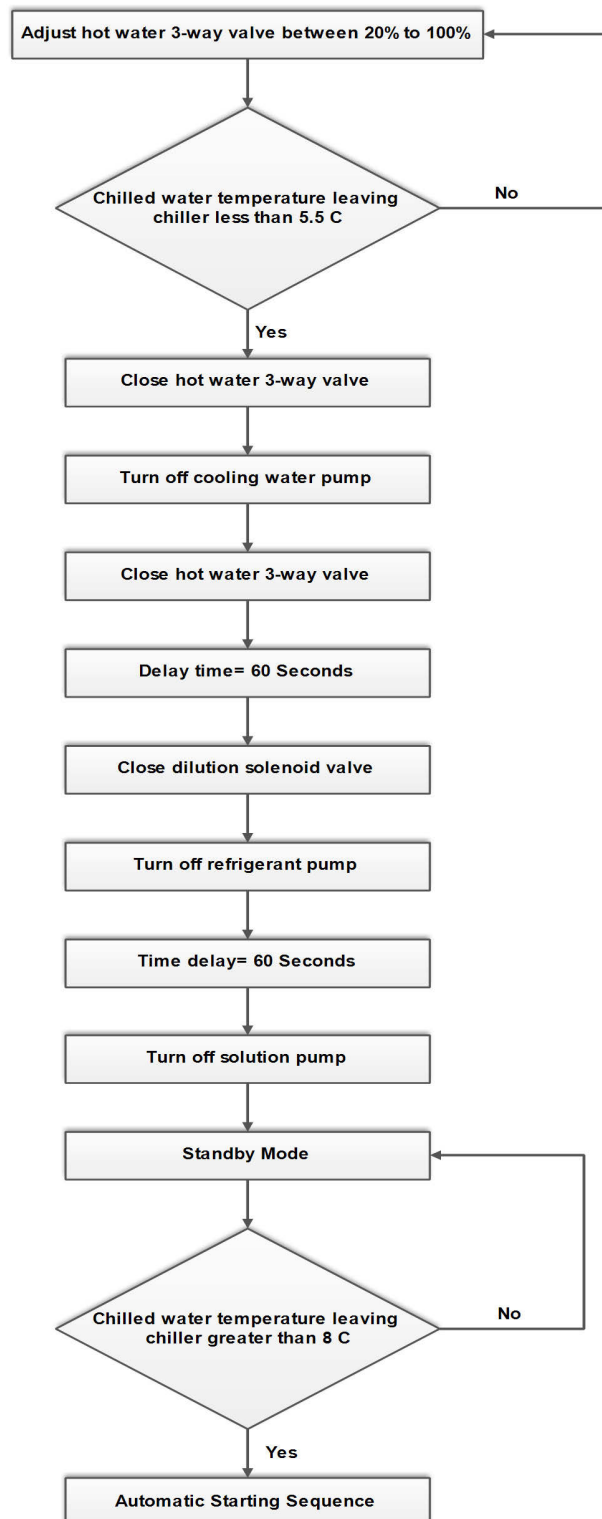 Adjust hot water 3-way valve between 20% to 100%
Chilled water temperature leaving
chiller less than 5.5 C
No
Yes
Close hot water 3-way valve
Turn off cooling water pump
Close hot water 3-way valve
Delay time= 60 Seconds
Close dilution solenoid valve
Turn off refrigerant pump
Time delay= 60 Seconds
Turn off solution pump
Standby Mode
Chilled water temperature leaving
chiller greater than 8 C
No
Yes
Automatic Starting Sequence